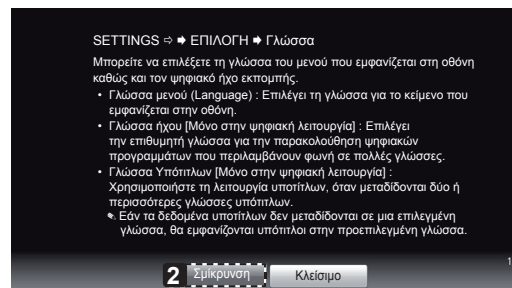 SETTINGS ⇨ ➡ ΕΠΙΛΟΓΗ ➡ Γλώσσα
Μπορείτε να επιλέξετε τη γλώσσα του μενού που εμφανίζεται στη οθόνη
καθώς και τον ψηφιακό ήχο εκπομπής.
• Γλώσσα μενού (Language) : Επιλέγει τη γλώσσα για το κείμενο που
εμφανίζεται στην οθόνη.
• Γλώσσα ήχου [Μόνο στην ψηφιακή λειτουργία] : Επιλέγει
την επιθυμητή γλώσσα για την παρακολούθηση ψηφιακών
προγραμμάτων που περιλαμβάνουν φωνή σε πολλές γλώσσες.
• Γλώσσα Υπότιτλων [Μόνο στην ψηφιακή λειτουργία] :
Χρησιμοποιήστε τη λειτουργία υποτίτλων, όταν μεταδίδονται δύο ή
περισσότερες γλώσσες υπότιτλων.
✎ Εάν τα δεδομένα υποτίτλων δεν μεταδίδονται σε μια επιλεγμένη
γλώσσα, θα εμφανίζονται υπότιτλοι στην προεπιλεγμένη γλώσσα.
1
2 Σμίκρυνση Κλείσιμο